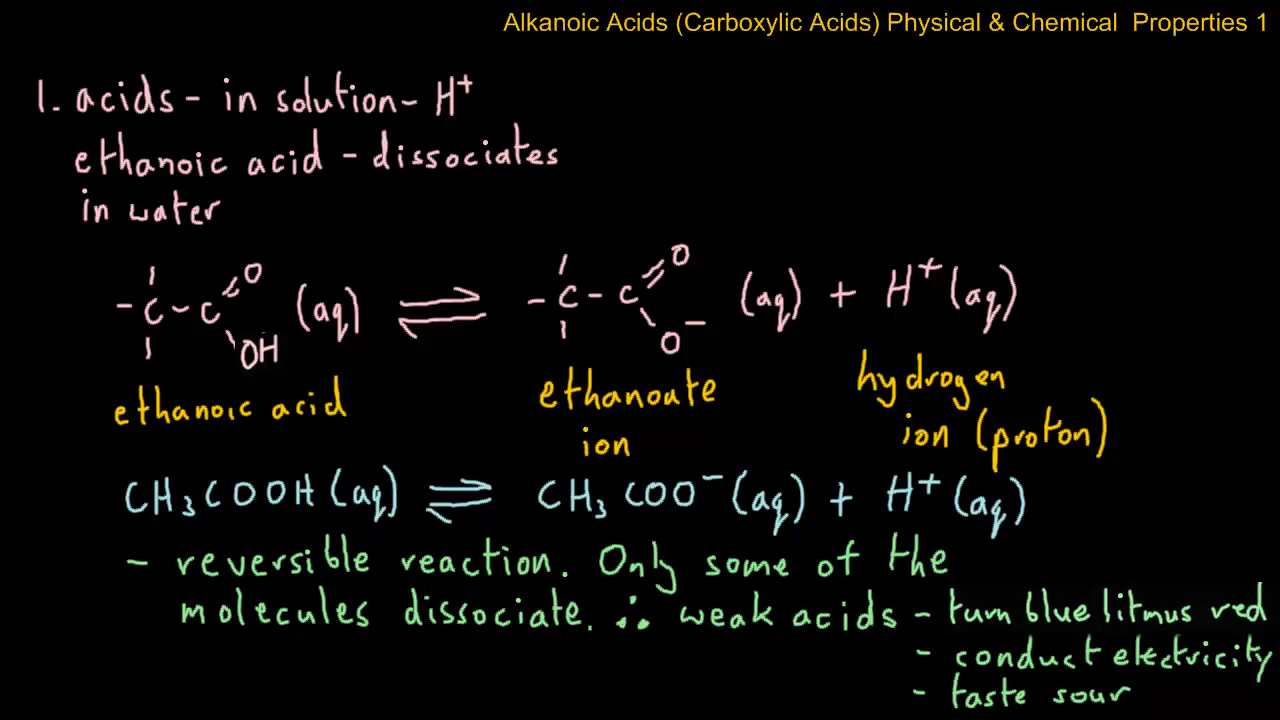 Alkanoic Acids (Carboxylic Acids) Physical & Chemical Properties 1
1. acids - in solution - H⁺
ethanoic acid - dissociates
in water
-C-C=O OH (aq) ⇌ -C-C=O O⁻ (aq) + H⁺(aq)
ethanoic acid
ethanoate
ion
hydrogen
ion (proton)
CH₃COOH(aq) ⇌ CH₃COO⁻(aq) + H⁺(aq)
- reversible reaction. Only some of the
molecules dissociate. ∴ weak acids - turn blue litmus red
- conduct electricity
- taste sour